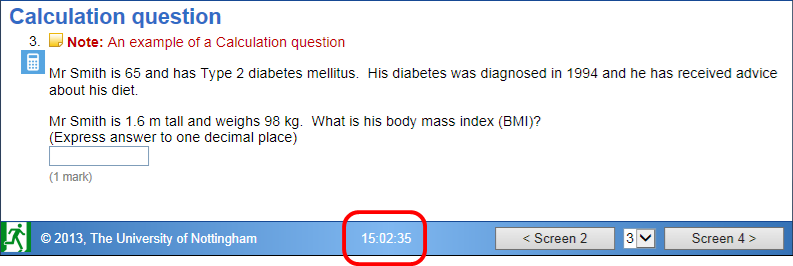 Calculation question
3. Note: An example of a Calculation question
Mr Smith is 65 and has Type 2 diabetes mellitus.  His diabetes was diagnosed in 1994 and he has received advice
about his diet.
Mr Smith is 1.6 m tall and weighs 98 kg.  What is his body mass index (BMI)?
(Express answer to one decimal place)
(1 mark)
© 2013, The University of Nottingham 15:02:35 < Screen 2 3 Screen 4 >